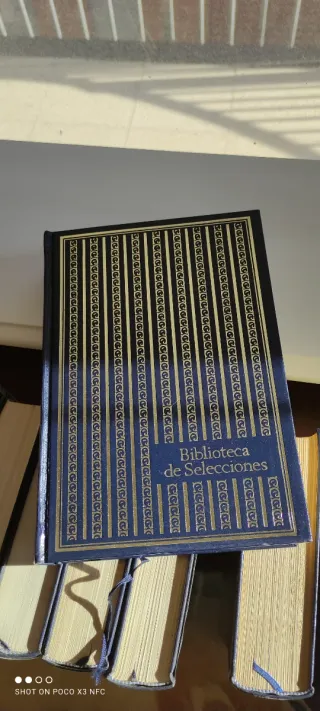 Biblioteca
de Selecciones
SHOT ON POCO X3 NFC